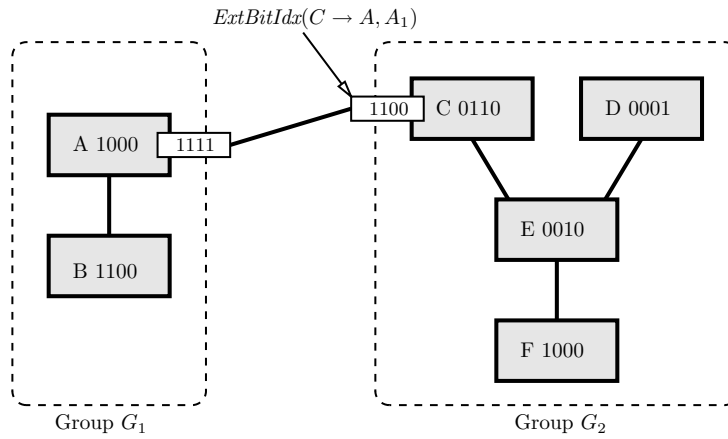 ExtBitIdx(C → A, A₁)
1100
C 0110
D 0001
A 1000
1111
E 0010
B 1100
F 1000
Group G₁
Group G₂